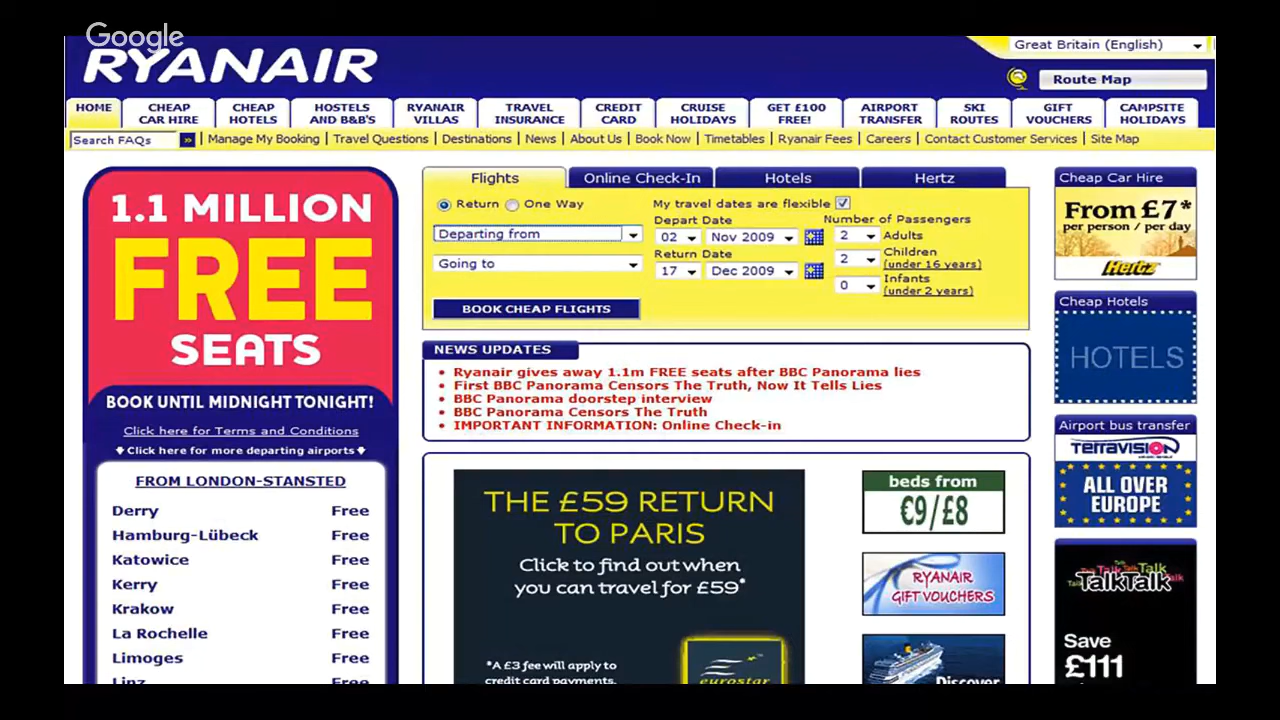 Google
RYANAIR
Great Britain (English)
Route Map
HOME
CHEAP
CAR HIRE
CHEAP
HOTELS
HOSTELS
AND B&B'S
RYANAIR
VILLAS
TRAVEL
INSURANCE
CREDIT
CARD
CRUISE
HOLIDAYS
GET £100
FREE!
AIRPORT
TRANSFER
SKI
ROUTES
GIFT
VOUCHERS
CAMPSITE
HOLIDAYS
Search FAQs » | Manage My Booking | Travel Questions | Destinations | News | About Us | Book Now | Timetables | Ryanair Fees | Careers | Contact Customer Services | Site Map
1.1 MILLION
FREE
SEATS
BOOK UNTIL MIDNIGHT TONIGHT!
Click here for Terms and Conditions
Click here for more departing airports
FROM LONDON-STANSTED
Derry Free
Hamburg-Lübeck Free
Katowice Free
Kerry Free
Krakow Free
La Rochelle Free
Limoges Free
Linz Free
Flights
Online Check-In
Hotels
Hertz
Return One Way
Departing from
Going to
BOOK CHEAP FLIGHTS
My travel dates are flexible
Depart Date
02 Nov 2009
Return Date
17 Dec 2009
Number of Passengers
2 Adults
2 Children
(under 16 years)
0 Infants
(under 2 years)
NEWS UPDATES
• Ryanair gives away 1.1m FREE seats after BBC Panorama lies
• First BBC Panorama Censors The Truth, Now It Tells Lies
• BBC Panorama doorstep interview
• BBC Panorama Censors The Truth
• IMPORTANT INFORMATION: Online Check-in
THE £59 RETURN
TO PARIS
Click to find out when
you can travel for £59*
*A £3 fee will apply to
credit card payments.
eurostar
beds from
€9/£8
RYANAIR
GIFT VOUCHERS
Discover
Cheap Car Hire
From £7*
per person / per day
Hertz
Cheap Hotels
HOTELS
Airport bus transfer
TERRAVISION
ALL OVER
EUROPE
Talk Talk Talk
TalkTalk
Save
£111